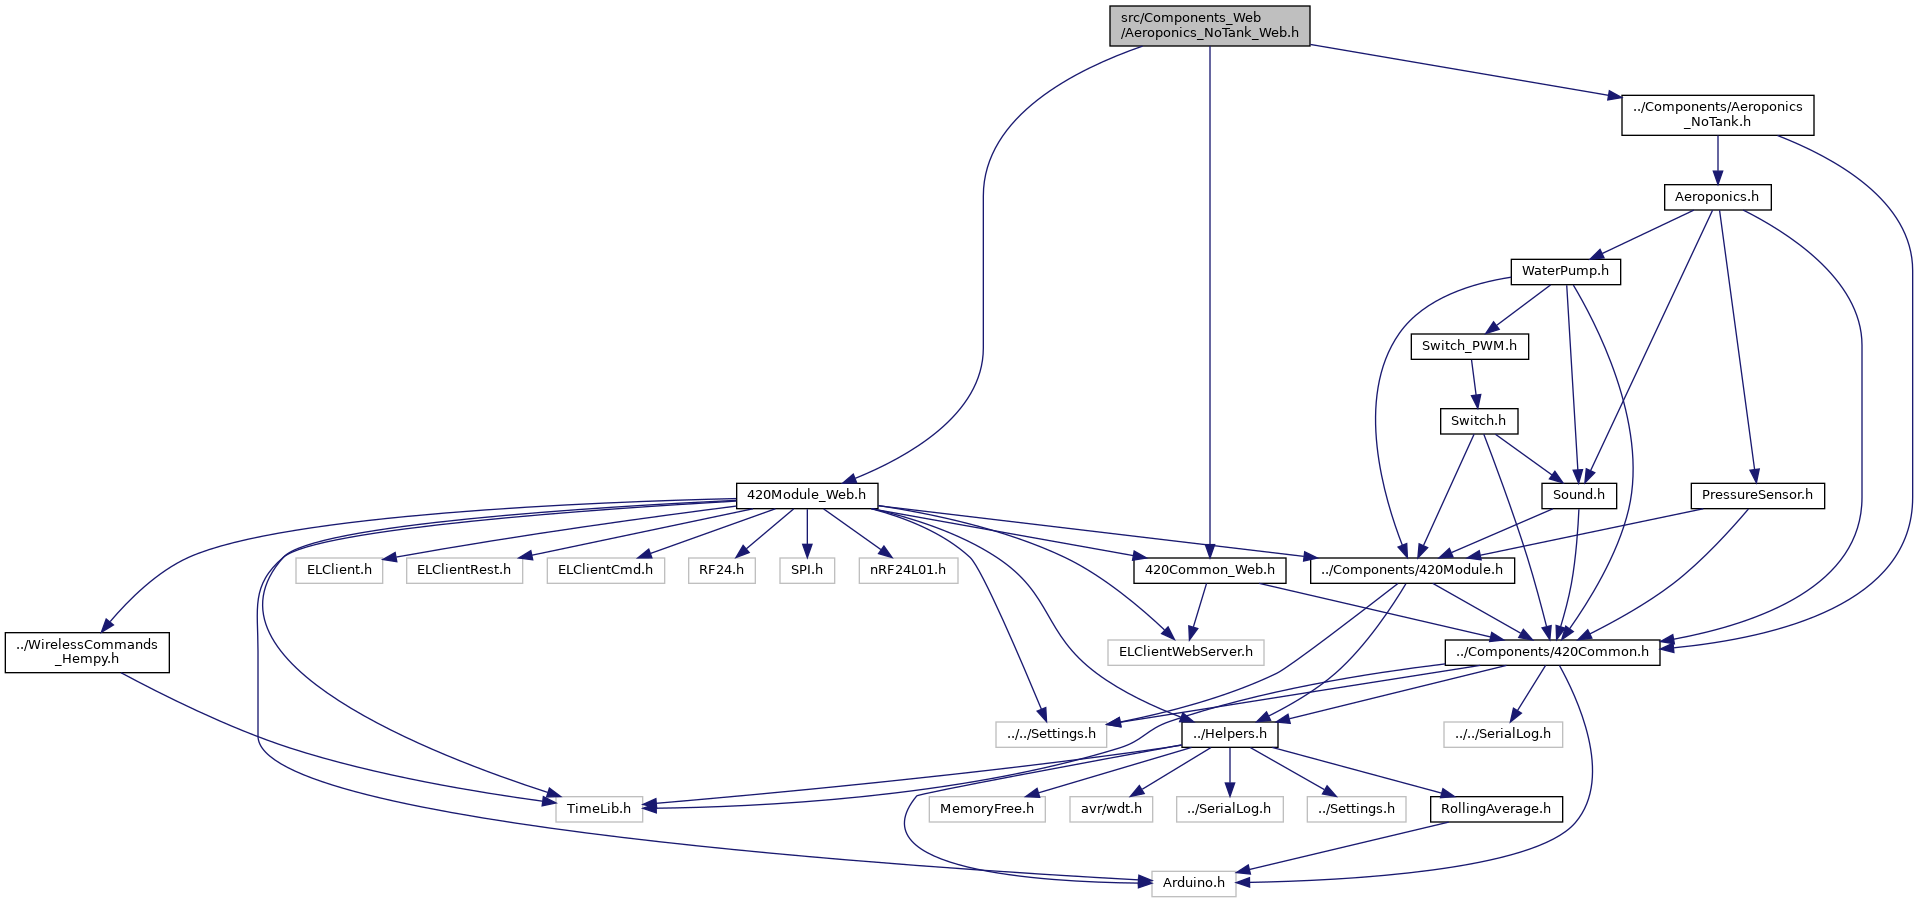 src/Components_Web
/Aeroponics_NoTank_Web.h
../Components/Aeroponics
_NoTank.h
Aeroponics.h
WaterPump.h
Switch_PWM.h
Switch.h
420Module_Web.h
Sound.h
PressureSensor.h
ELClient.h
ELClientRest.h
ELClientCmd.h
RF24.h
SPI.h
nRF24L01.h
420Common_Web.h
../Components/420Module.h
../WirelessCommands
_Hempy.h
ELClientWebServer.h
../Components/420Common.h
../../Settings.h
../Helpers.h
../../SerialLog.h
TimeLib.h
MemoryFree.h
avr/wdt.h
../SerialLog.h
../Settings.h
RollingAverage.h
Arduino.h